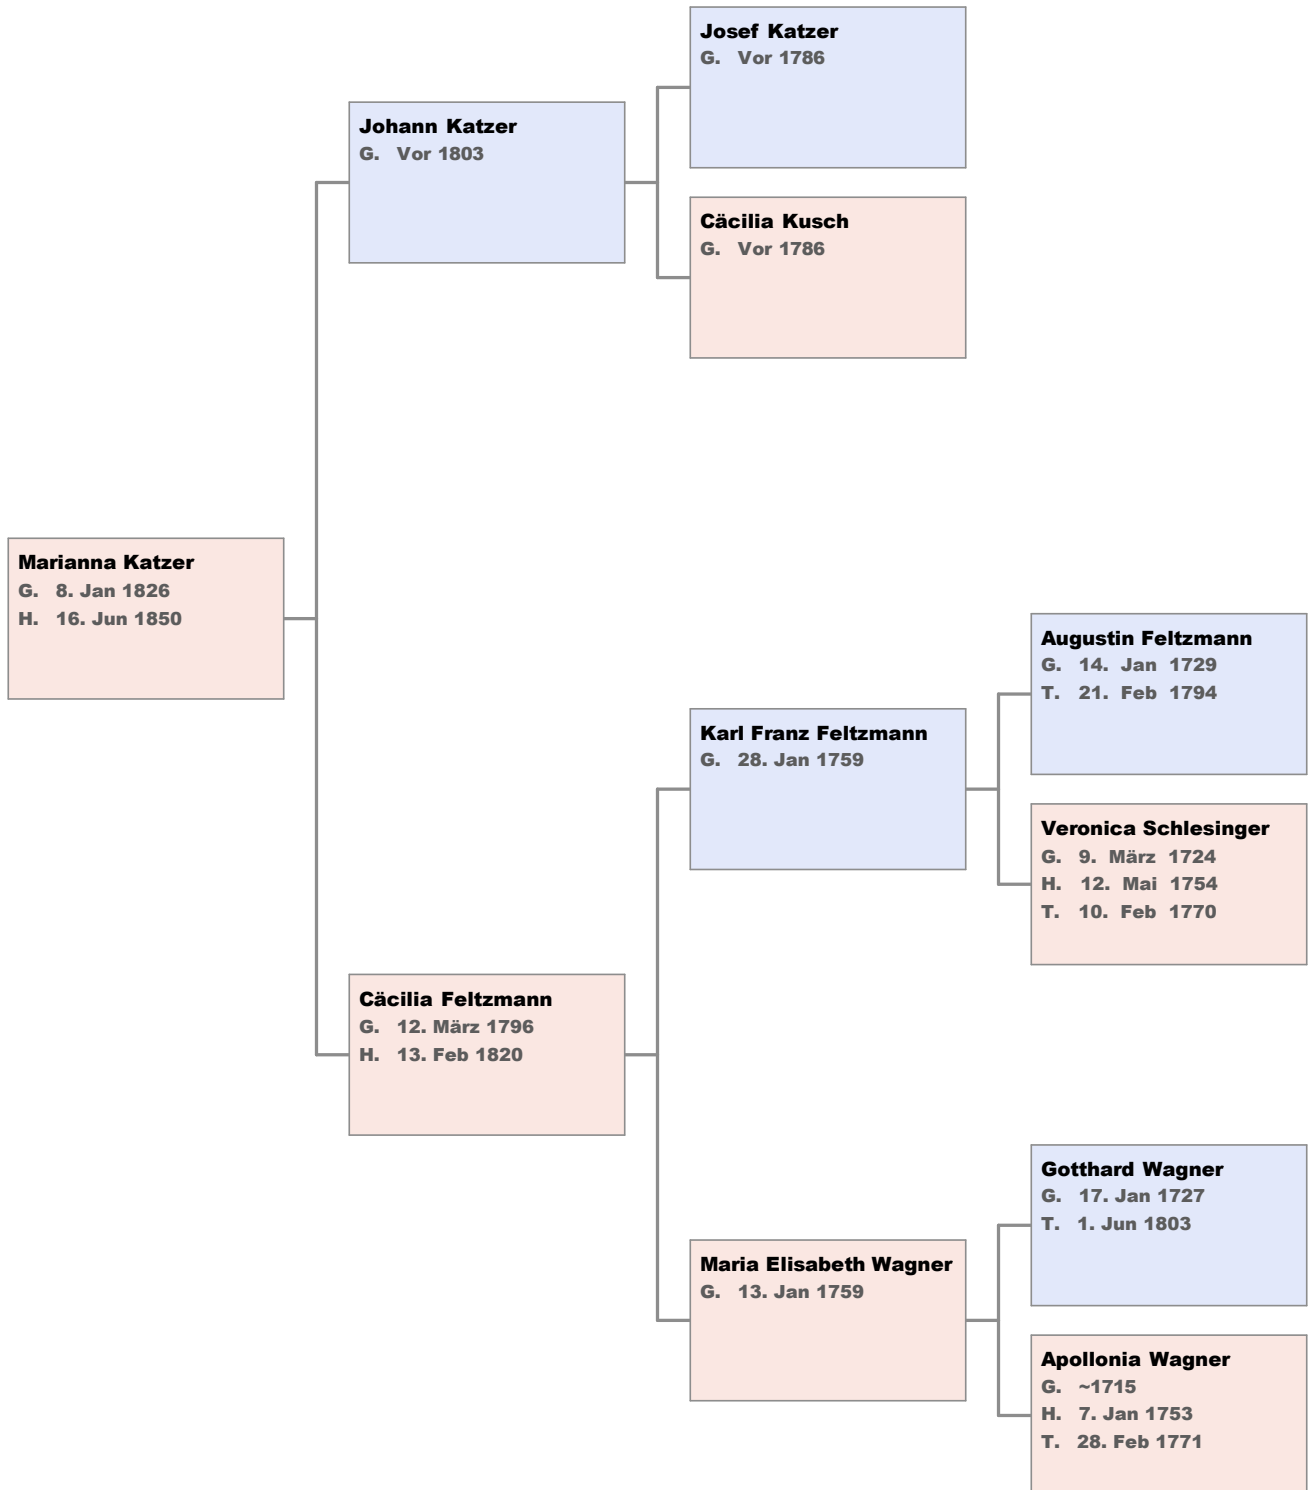 Josef Katzer
G. Vor 1786
Johann Katzer
G. Vor 1803
Cäcilia Kusch
G. Vor 1786
Marianna Katzer
G. 8. Jan 1826
H. 16. Jun 1850
Augustin Feltzmann
G. 14. Jan 1729
T. 21. Feb 1794
Karl Franz Feltzmann
G. 28. Jan 1759
Veronica Schlesinger
G. 9. März 1724
H. 12. Mai 1754
T. 10. Feb 1770
Cäcilia Feltzmann
G. 12. März 1796
H. 13. Feb 1820
Gotthard Wagner
G. 17. Jan 1727
T. 1. Jun 1803
Maria Elisabeth Wagner
G. 13. Jan 1759
Apollonia Wagner
G. ~1715
H. 7. Jan 1753
T. 28. Feb 1771